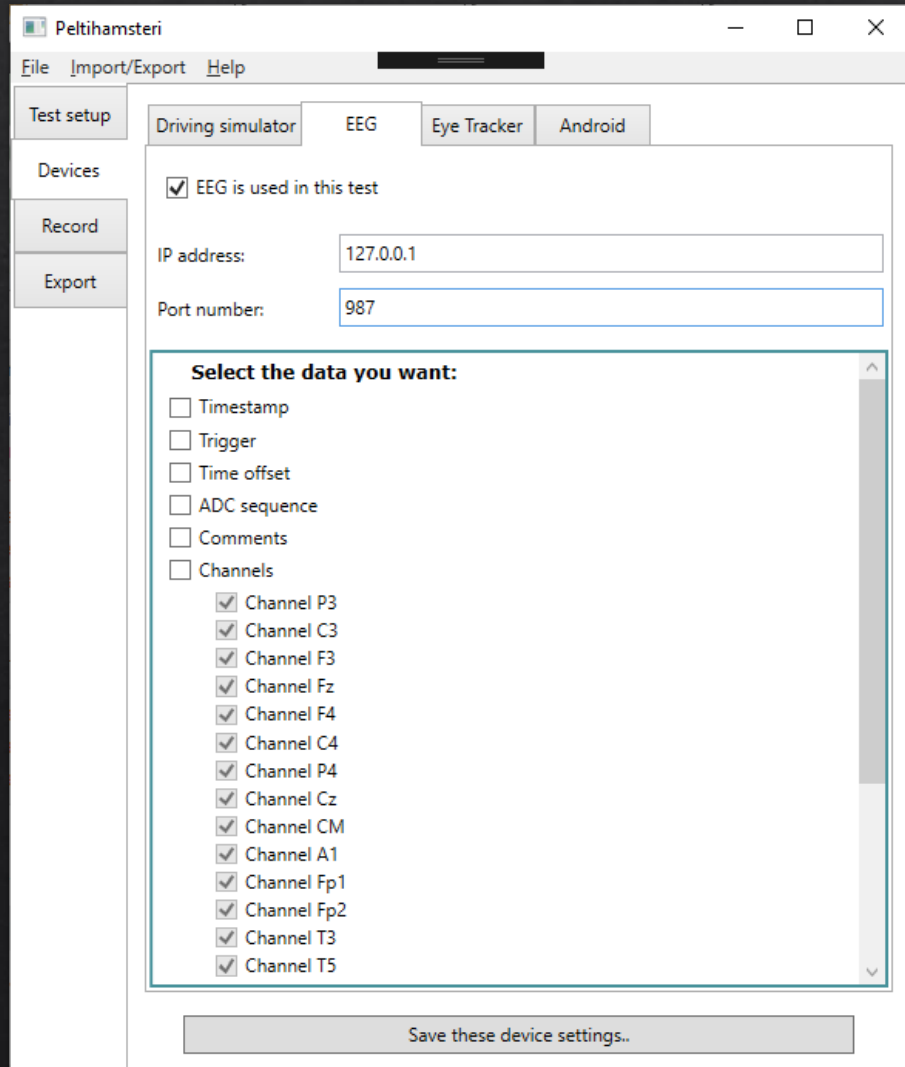 Peltihamsteri
File Import/Export Help
Test setup
Devices
Record
Export
Driving simulator EEG Eye Tracker Android
EEG is used in this test
IP address: 127.0.0.1
Port number: 987
Select the data you want:
Timestamp
Trigger
Time offset
ADC sequence
Comments
Channels
Channel P3
Channel C3
Channel F3
Channel Fz
Channel F4
Channel C4
Channel P4
Channel Cz
Channel CM
Channel A1
Channel Fp1
Channel Fp2
Channel T3
Channel T5
Save these device settings..